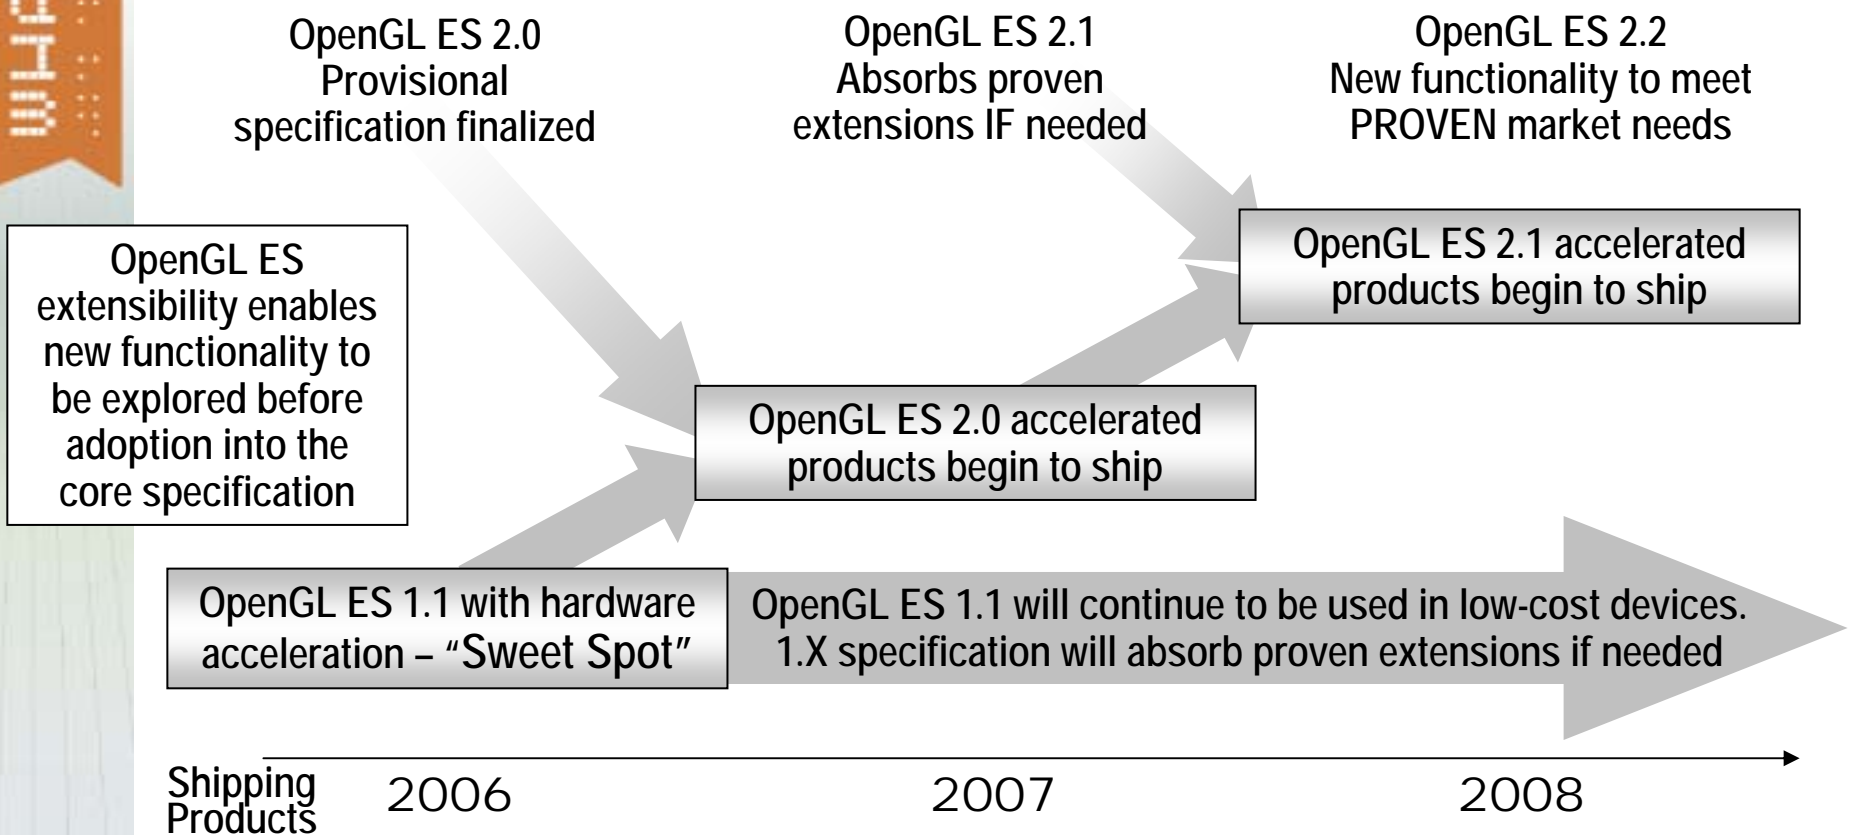 OpenGL ES 2.0
Provisional
specification finalized
OpenGL ES 2.1
Absorbs proven
extensions IF needed
OpenGL ES 2.2
New functionality to meet
PROVEN market needs
OpenGL ES
extensibility enables
new functionality to
be explored before
adoption into the
core specification
OpenGL ES 2.1 accelerated
products begin to ship
OpenGL ES 2.0 accelerated
products begin to ship
OpenGL ES 1.1 with hardware
acceleration – “Sweet Spot”
OpenGL ES 1.1 will continue to be used in low-cost devices.
1.X specification will absorb proven extensions if needed
Shipping
Products
2006
2007
2008